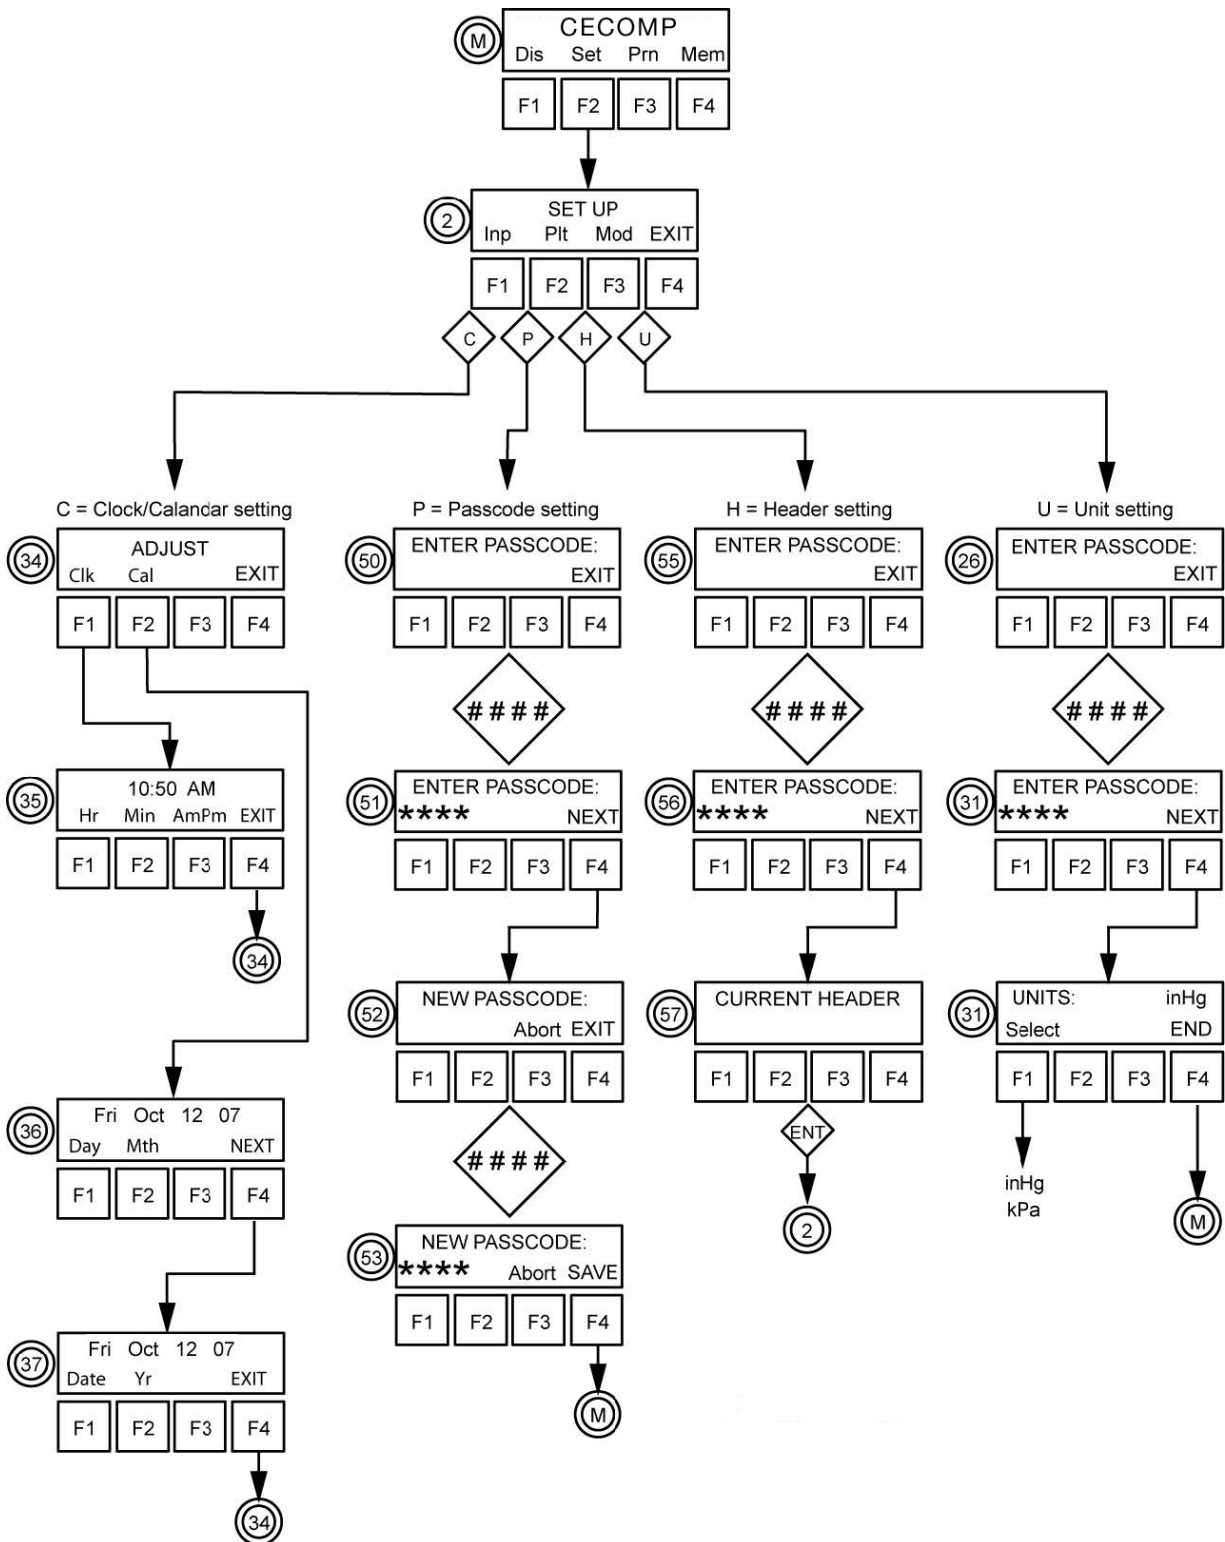 M
CECOMP
Dis Set Prn Mem
F1 F2 F3 F4
2
SET UP
Inp Plt Mod EXIT
F1 F2 F3 F4
C P H U
C = Clock/Calandar setting
34
ADJUST
Clk Cal EXIT
F1 F2 F3 F4
35
10:50 AM
Hr Min AmPm EXIT
F1 F2 F3 F4
34
36
Fri Oct 12 07
Day Mth NEXT
F1 F2 F3 F4
37
Fri Oct 12 07
Date Yr EXIT
F1 F2 F3 F4
34
P = Passcode setting
50
ENTER PASSCODE:
EXIT
F1 F2 F3 F4
# # # #
51
ENTER PASSCODE:
**** NEXT
F1 F2 F3 F4
52
NEW PASSCODE:
Abort EXIT
F1 F2 F3 F4
# # # #
53
NEW PASSCODE:
**** Abort SAVE
F1 F2 F3 F4
M
H = Header setting
55
ENTER PASSCODE:
EXIT
F1 F2 F3 F4
# # # #
56
ENTER PASSCODE:
**** NEXT
F1 F2 F3 F4
57
CURRENT HEADER
F1 F2 F3 F4
ENT
2
U = Unit setting
26
ENTER PASSCODE:
EXIT
F1 F2 F3 F4
# # # #
31
ENTER PASSCODE:
**** NEXT
F1 F2 F3 F4
31
UNITS: inHg
Select END
F1 F2 F3 F4
inHg
kPa
M